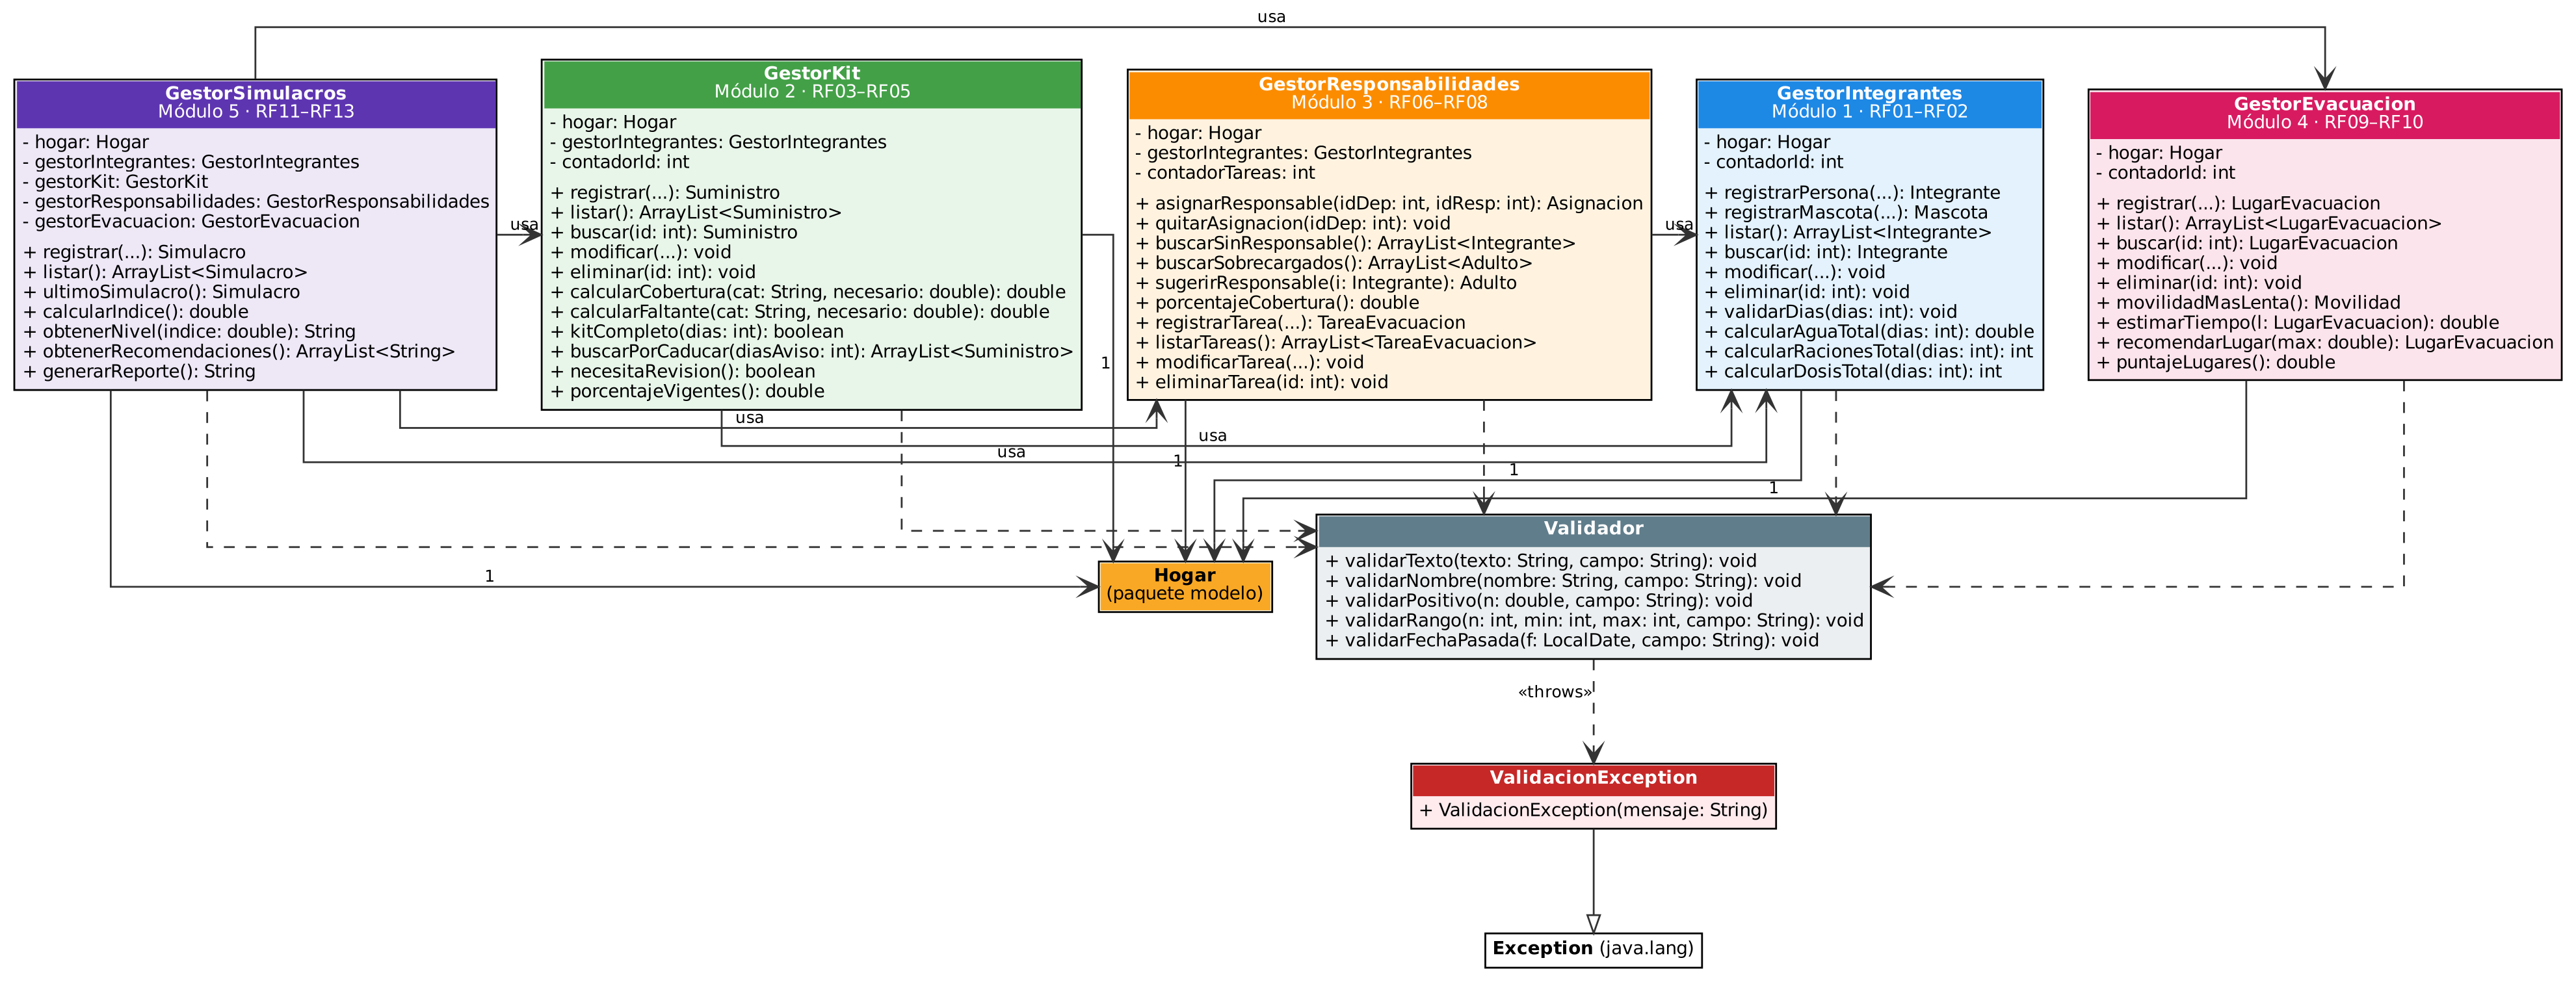 usa
GestorSimulacros
Módulo 5 · RF11–RF13
- hogar: Hogar
- gestorIntegrantes: GestorIntegrantes
- gestorKit: GestorKit
- gestorResponsabilidades: GestorResponsabilidades
- gestorEvacuacion: GestorEvacuacion
+ registrar(...): Simulacro
+ listar(): ArrayList<Simulacro>
+ ultimoSimulacro(): Simulacro
+ calcularIndice(): double
+ obtenerNivel(indice: double): String
+ obtenerRecomendaciones(): ArrayList<String>
+ generarReporte(): String
usa
GestorKit
Módulo 2 · RF03–RF05
- hogar: Hogar
- gestorIntegrantes: GestorIntegrantes
- contadorId: int
+ registrar(...): Suministro
+ listar(): ArrayList<Suministro>
+ buscar(id: int): Suministro
+ modificar(...): void
+ eliminar(id: int): void
+ calcularCobertura(cat: String, necesario: double): double
+ calcularFaltante(cat: String, necesario: double): double
+ kitCompleto(dias: int): boolean
+ buscarPorCaducar(diasAviso: int): ArrayList<Suministro>
+ necesitaRevision(): boolean
+ porcentajeVigentes(): double
1
GestorResponsabilidades
Módulo 3 · RF06–RF08
- hogar: Hogar
- gestorIntegrantes: GestorIntegrantes
- contadorTareas: int
+ asignarResponsable(idDep: int, idResp: int): Asignacion
+ quitarAsignacion(idDep: int): void
+ buscarSinResponsable(): ArrayList<Integrante>
+ buscarSobrecargados(): ArrayList<Adulto>
+ sugerirResponsable(i: Integrante): Adulto
+ porcentajeCobertura(): double
+ registrarTarea(...): TareaEvacuacion
+ listarTareas(): ArrayList<TareaEvacuacion>
+ modificarTarea(...): void
+ eliminarTarea(id: int): void
usa
GestorIntegrantes
Módulo 1 · RF01–RF02
- hogar: Hogar
- contadorId: int
+ registrarPersona(...): Integrante
+ registrarMascota(...): Mascota
+ listar(): ArrayList<Integrante>
+ buscar(id: int): Integrante
+ modificar(...): void
+ eliminar(id: int): void
+ validarDias(dias: int): void
+ calcularAguaTotal(dias: int): double
+ calcularRacionesTotal(dias: int): int
+ calcularDosisTotal(dias: int): int
GestorEvacuacion
Módulo 4 · RF09–RF10
- hogar: Hogar
- contadorId: int
+ registrar(...): LugarEvacuacion
+ listar(): ArrayList<LugarEvacuacion>
+ buscar(id: int): LugarEvacuacion
+ modificar(...): void
+ eliminar(id: int): void
+ movilidadMasLenta(): Movilidad
+ estimarTiempo(l: LugarEvacuacion): double
+ recomendarLugar(max: double): LugarEvacuacion
+ puntajeLugares(): double
usa
usa
usa
1
1
1
1
Hogar
(paquete modelo)
Validador
+ validarTexto(texto: String, campo: String): void
+ validarNombre(nombre: String, campo: String): void
+ validarPositivo(n: double, campo: String): void
+ validarRango(n: int, min: int, max: int, campo: String): void
+ validarFechaPasada(f: LocalDate, campo: String): void
«throws»
ValidacionException
+ ValidacionException(mensaje: String)
Exception (java.lang)